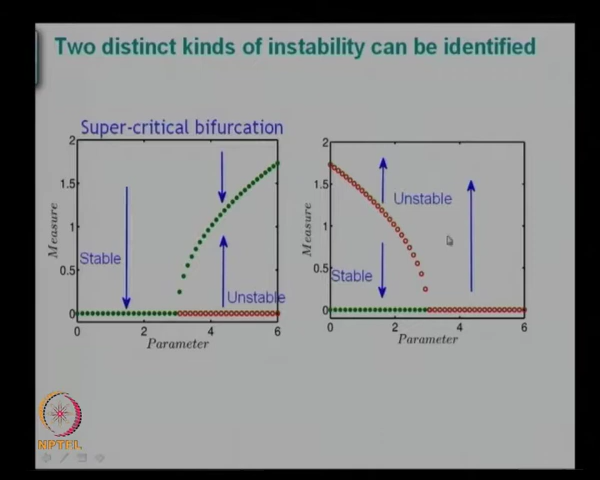 Two distinct kinds of instability can be identified
Super-critical bifurcation
2
1.5
1
0.5
0
Measure
Stable
Unstable
0
2
4
6
Parameter
2
1.5
1
0.5
0
Measure
Unstable
Stable
0
2
4
6
Parameter
NPTEL